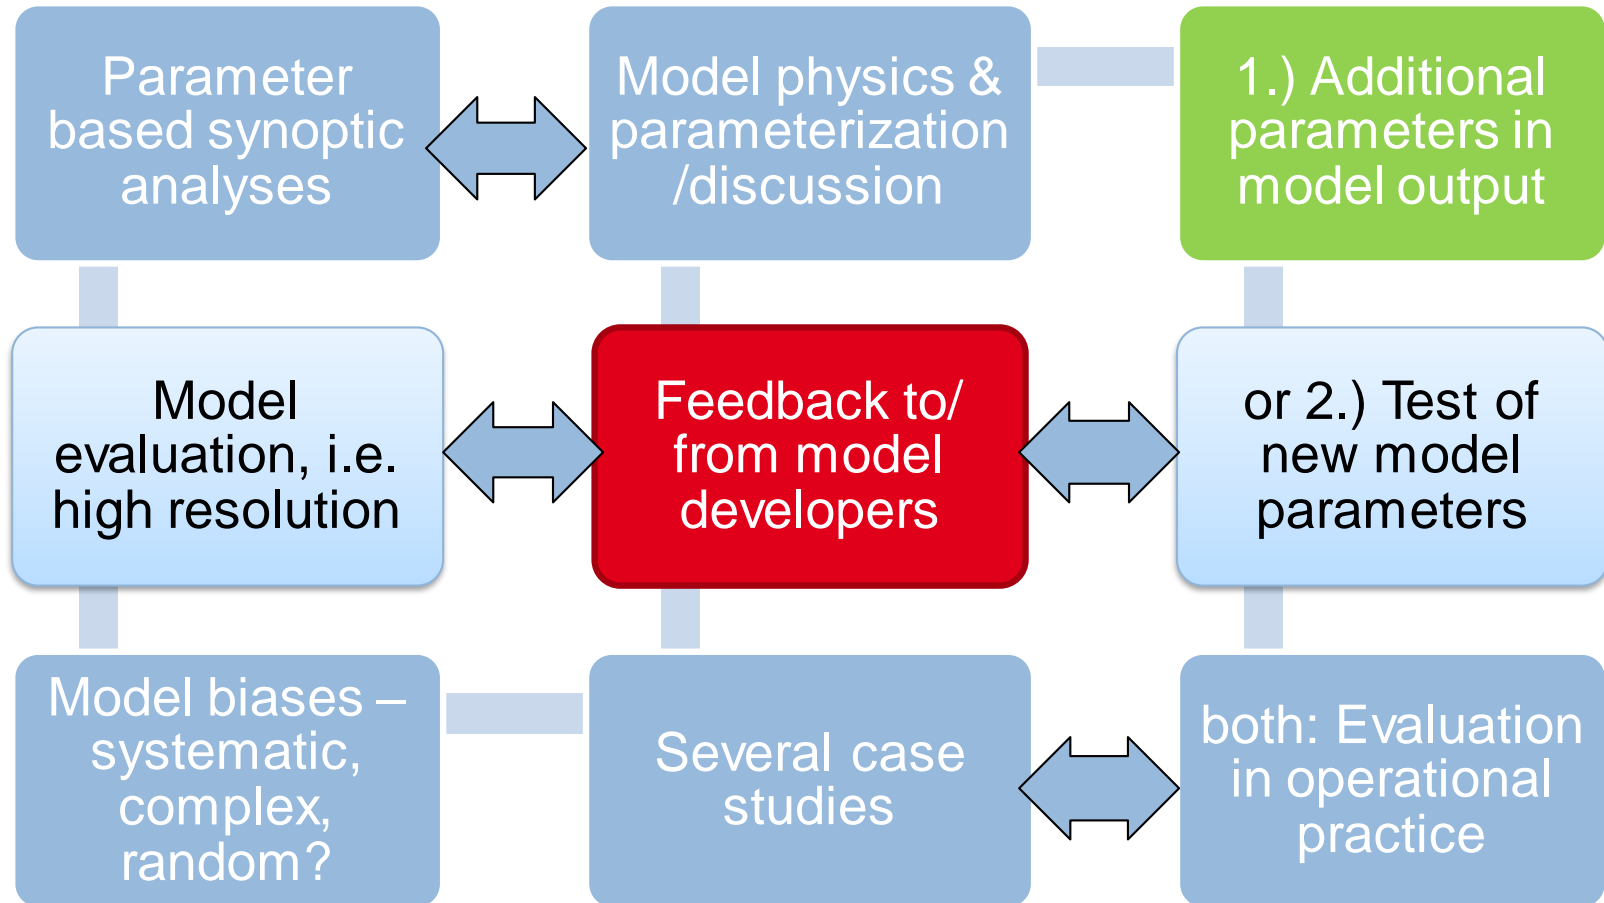 Parameter
based synoptic
analyses
Model physics &
parameterization
/discussion
1.) Additional
parameters in
model output
Model
evaluation, i.e.
high resolution
Feedback to/
from model
developers
or 2.) Test of
new model
parameters
Model biases –
systematic,
complex,
random?
Several case
studies
both: Evaluation
in operational
practice